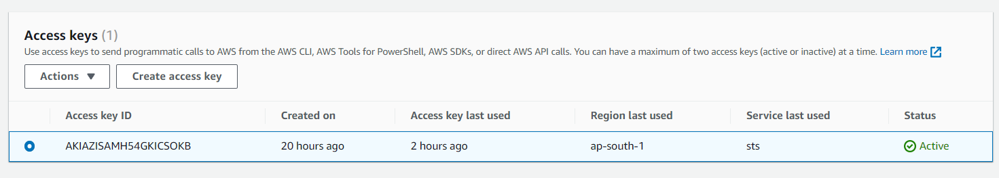 Access keys (1)
Use access keys to send programmatic calls to AWS from the AWS CLI, AWS Tools for PowerShell, AWS SDKs, or direct AWS API calls. You can have a maximum of two access keys (active or inactive) at a time. Learn more
Actions Create access key
Access key ID Created on Access key last used Region last used Service last used Status
AKIAZISAMH54GKICSOKB 20 hours ago 2 hours ago ap-south-1 sts Active